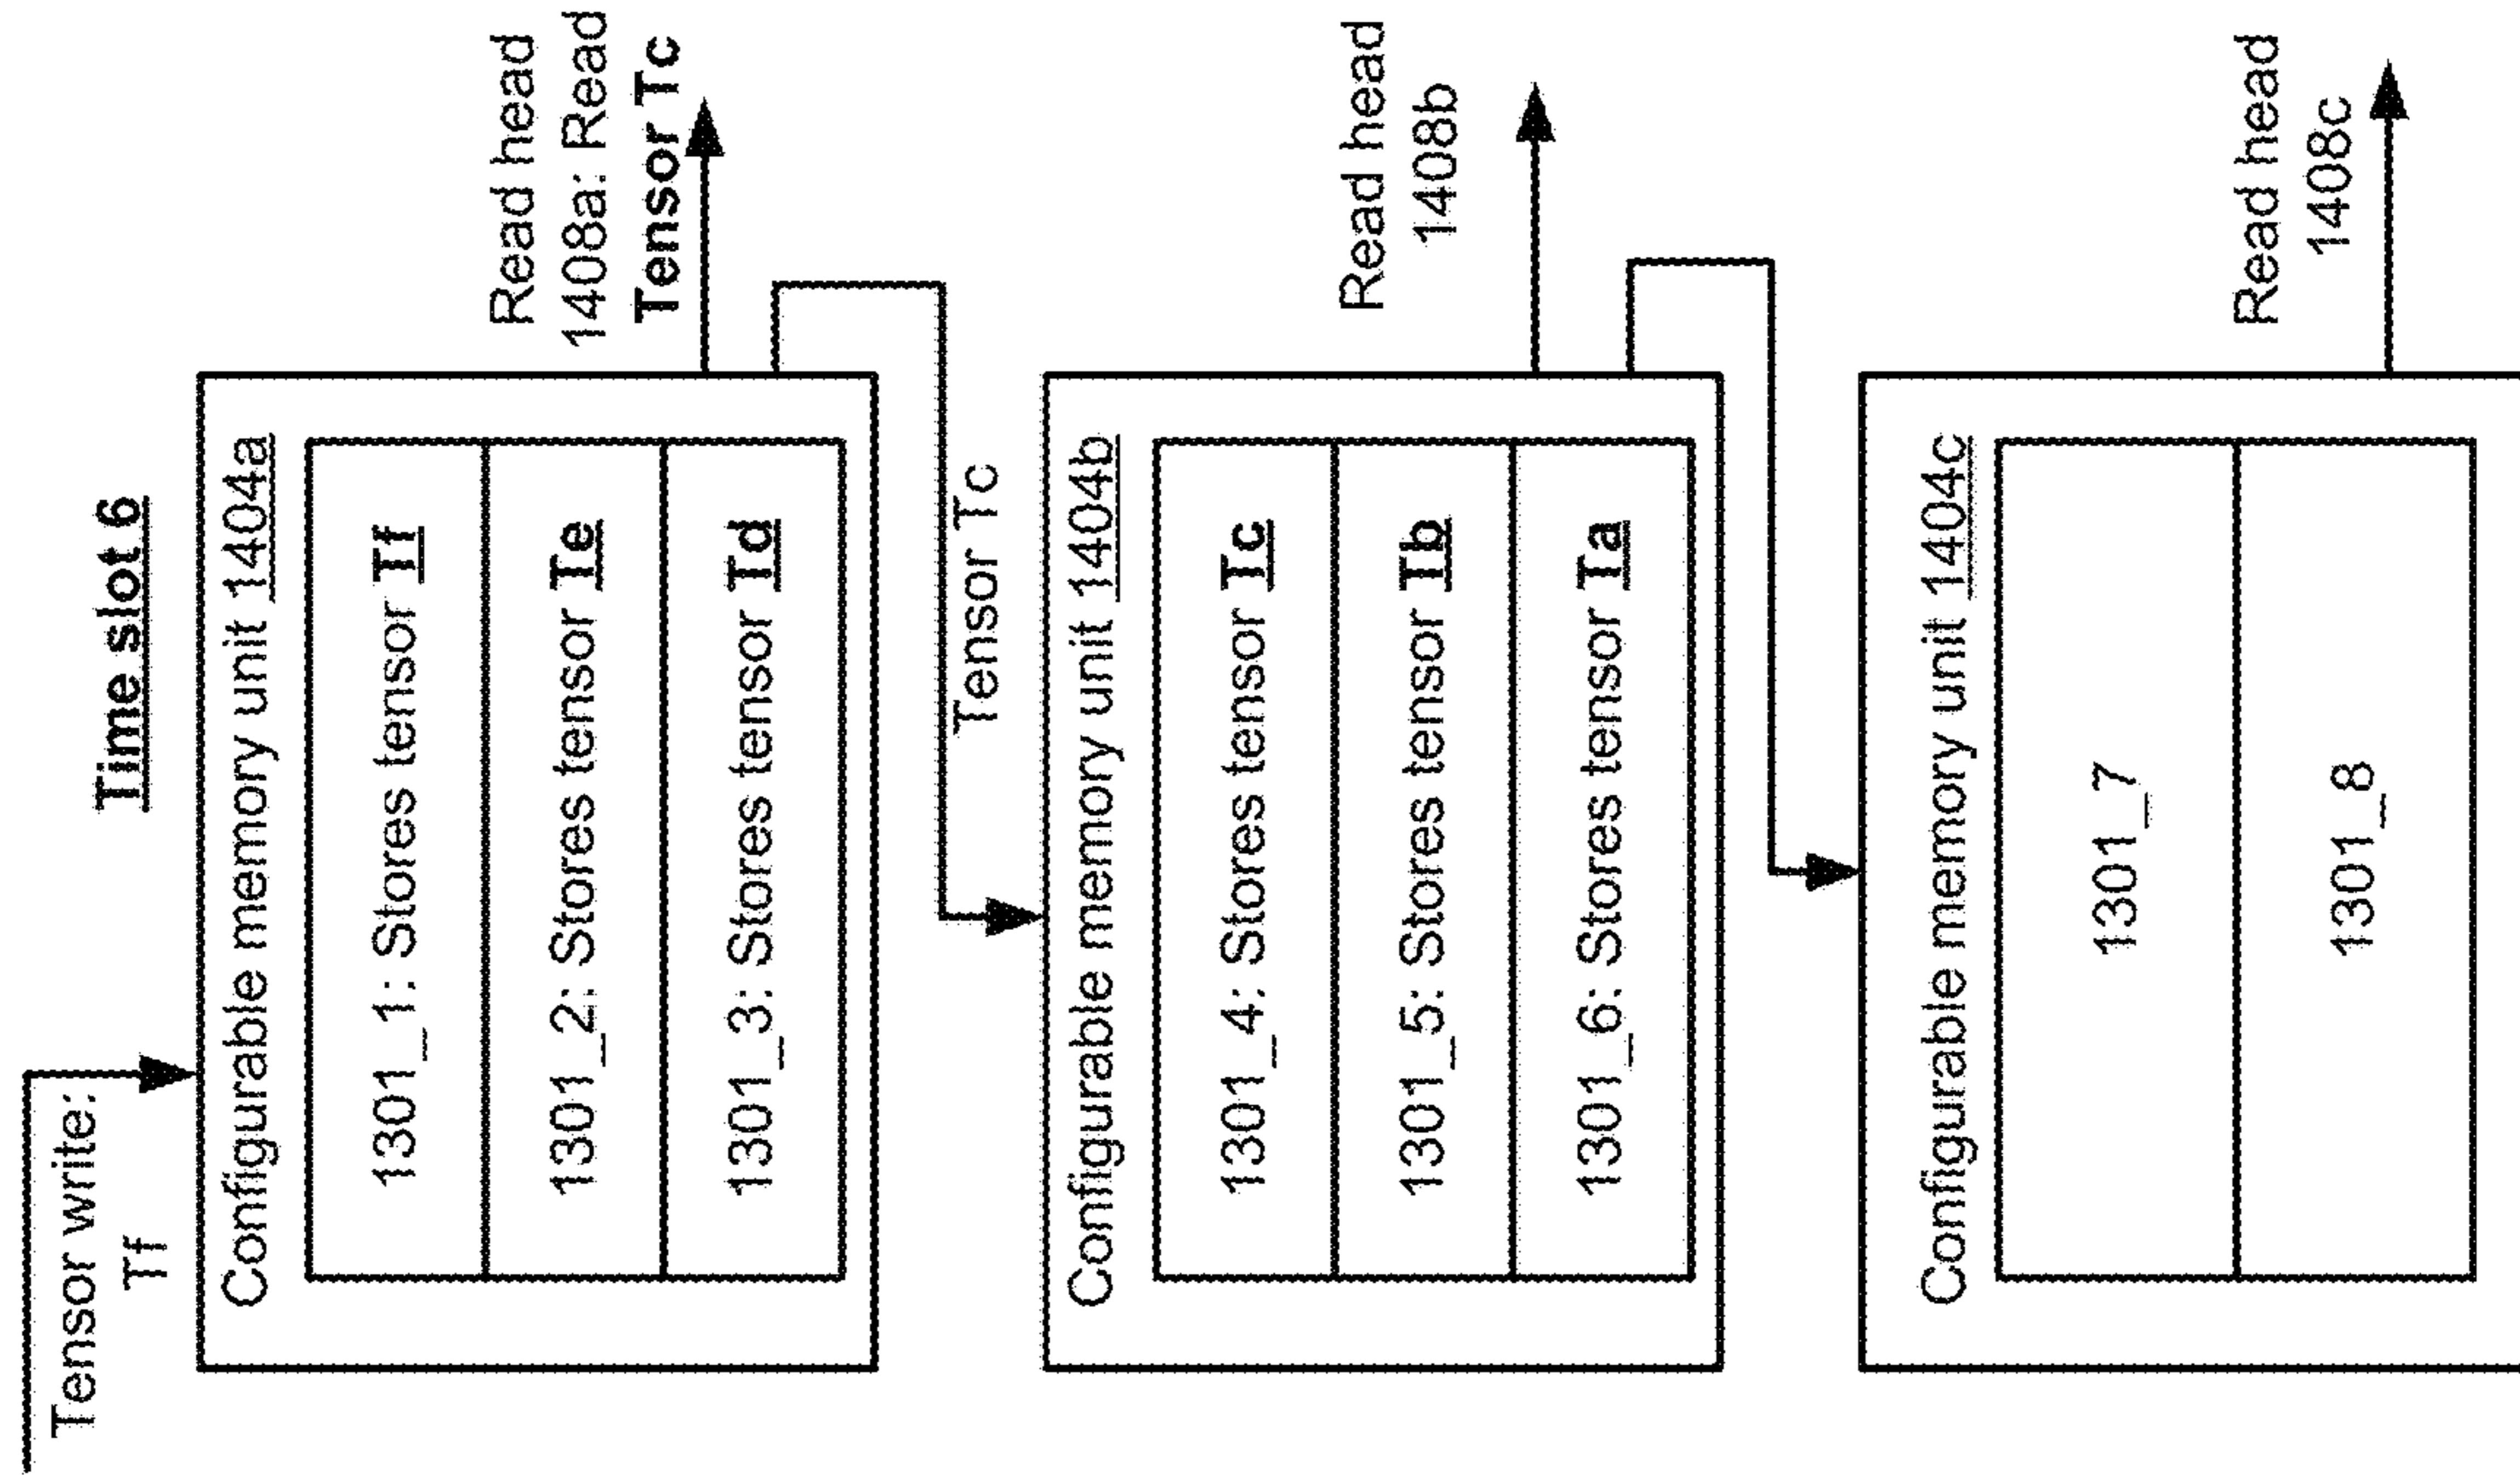 Time slot 6
Tensor write:
Tf
Configurable memory unit 1404a
1301_1: Stores tensor Tf
1301_2: Stores tensor Te
1301_3: Stores tensor Td
Read head
1408a: Read
Tensor Tc
Tensor Tc
Configurable memory unit 1404b
1301_4: Stores tensor Tc
1301_5: Stores tensor Tb
1301_6: Stores tensor Ta
Read head
1408b
Configurable memory unit 1404c
1301_7
1301_8
Read head
1408c